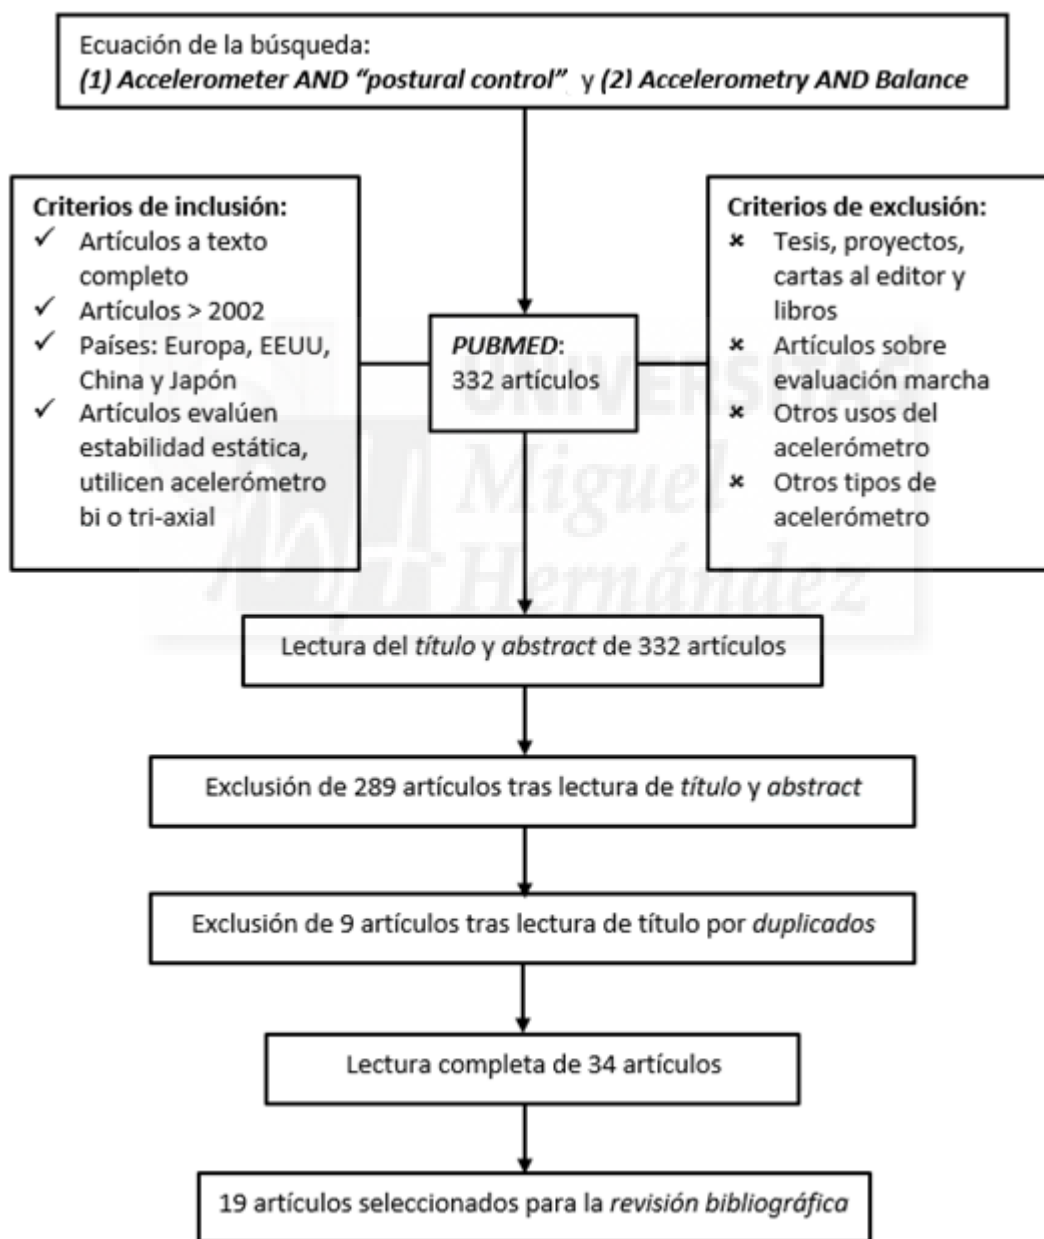 Ecuación de la búsqueda:
(1) Accelerometer AND “postural control” y (2) Accelerometry AND Balance
Criterios de inclusión:
✓ Artículos a texto
completo
✓ Artículos > 2002
✓ Países: Europa, EEUU,
China y Japón
✓ Artículos evalúen
estabilidad estática,
utilicen acelerómetro
bi o tri-axial
PUBMED:
332 artículos
Criterios de exclusión:
× Tesis, proyectos,
cartas al editor y
libros
× Artículos sobre
evaluación marcha
× Otros usos del
acelerómetro
× Otros tipos de
acelerómetro
UNIVERSITAS
Miguel
Hernández
Lectura del título y abstract de 332 artículos
Exclusión de 289 artículos tras lectura de título y abstract
Exclusión de 9 artículos tras lectura de título por duplicados
Lectura completa de 34 artículos
19 artículos seleccionados para la revisión bibliográfica